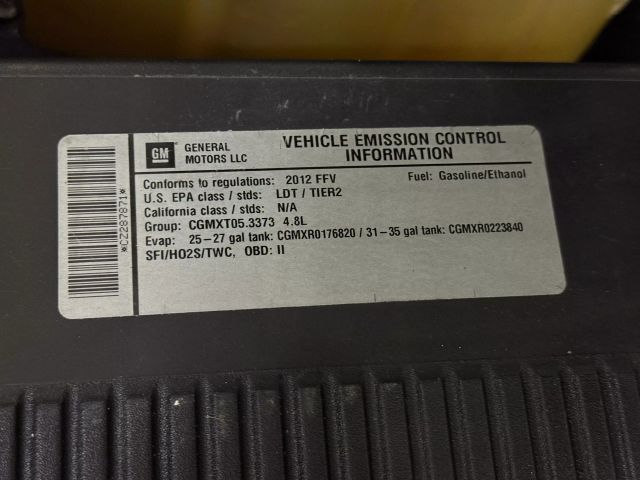 GM
GENERAL MOTORS LLC
VEHICLE EMISSION CONTROL
INFORMATION
Conforms to regulations: 2012 FFV Fuel: Gasoline/Ethanol
U.S. EPA class / stds: LDT / TIER2
California class / stds: N/A
Group: CGMXT05.3373 4.8L
Evap: 25-27 gal tank: CGMXR0176820 / 31-35 gal tank: CGMXR0223840
SFI/HO2S/TWC, OBD: II
*CZ287871*